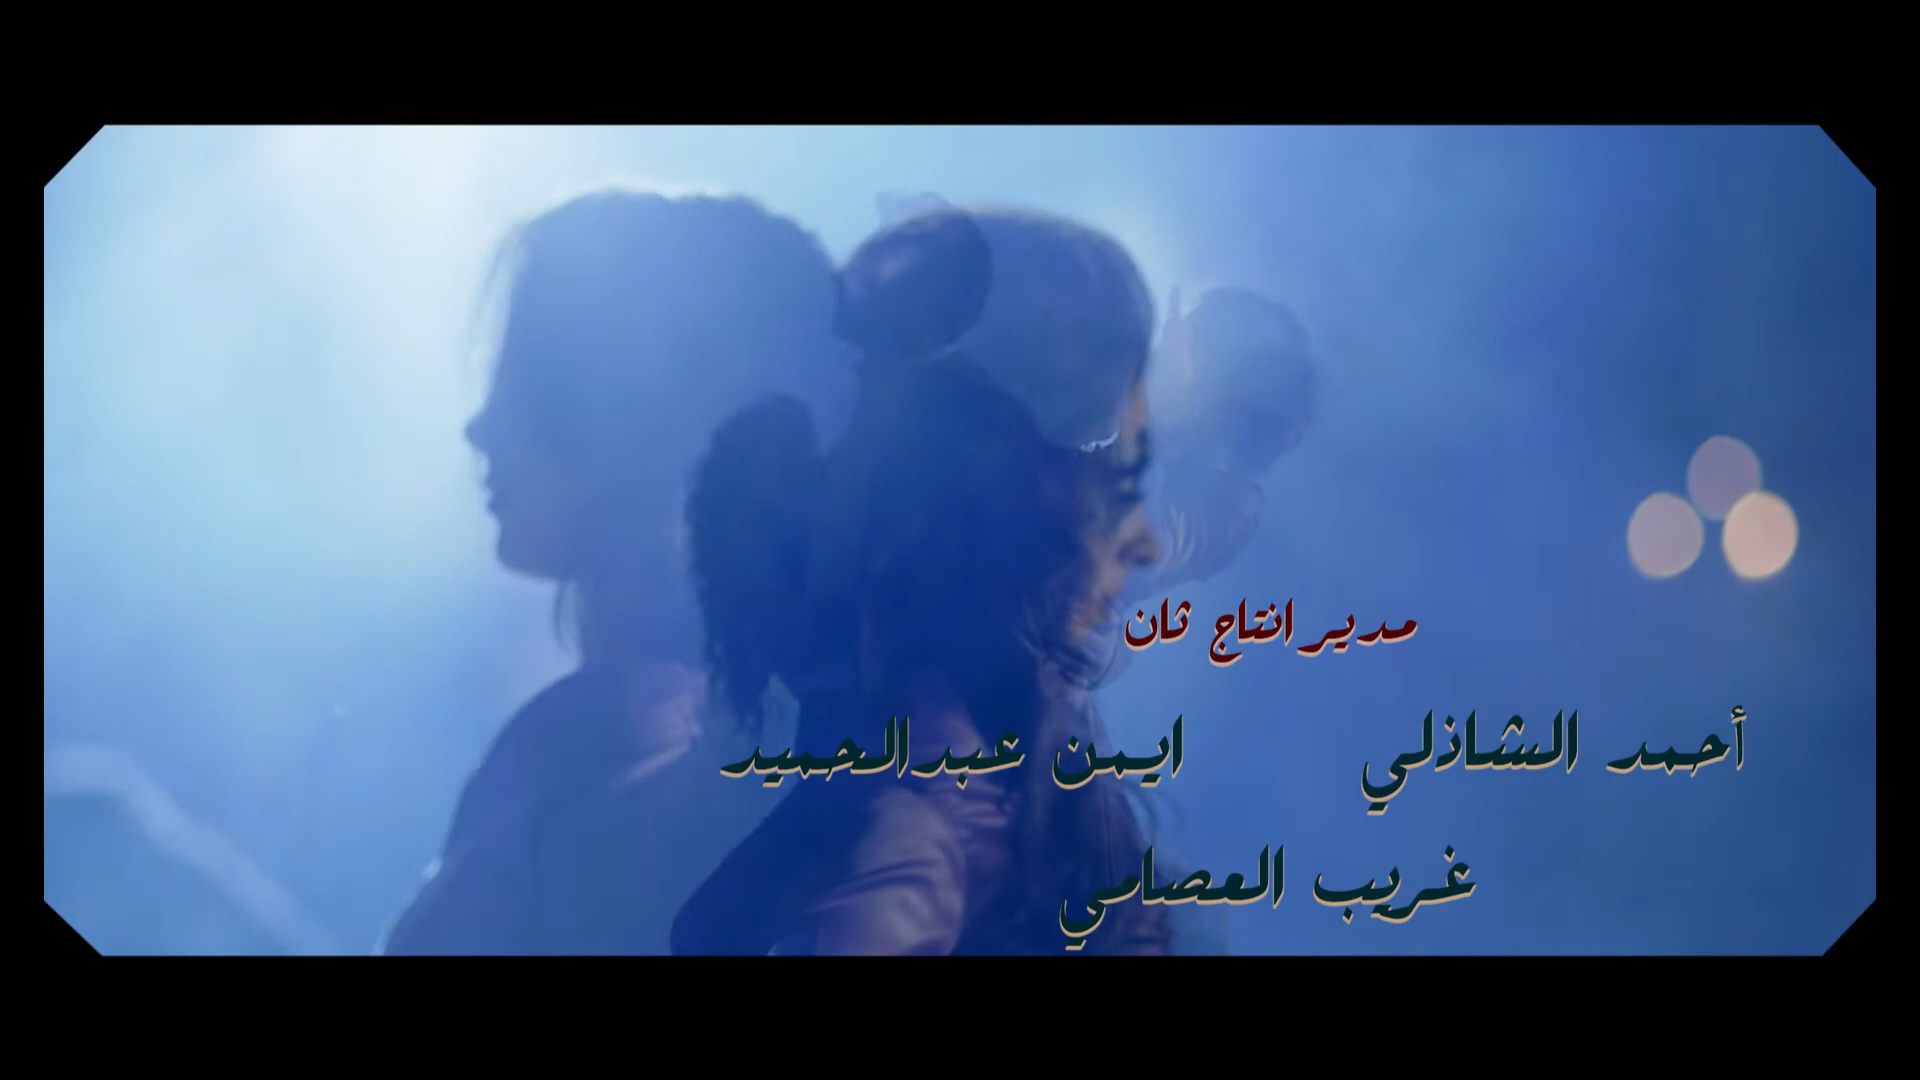 مدير انتاج ثان
أحمد الشاذلي ايمن عبدالحميد
غريب العصامي